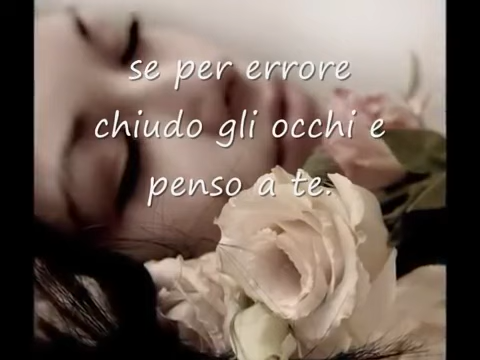 se per errore
chiudo gli occhi e
penso a te.